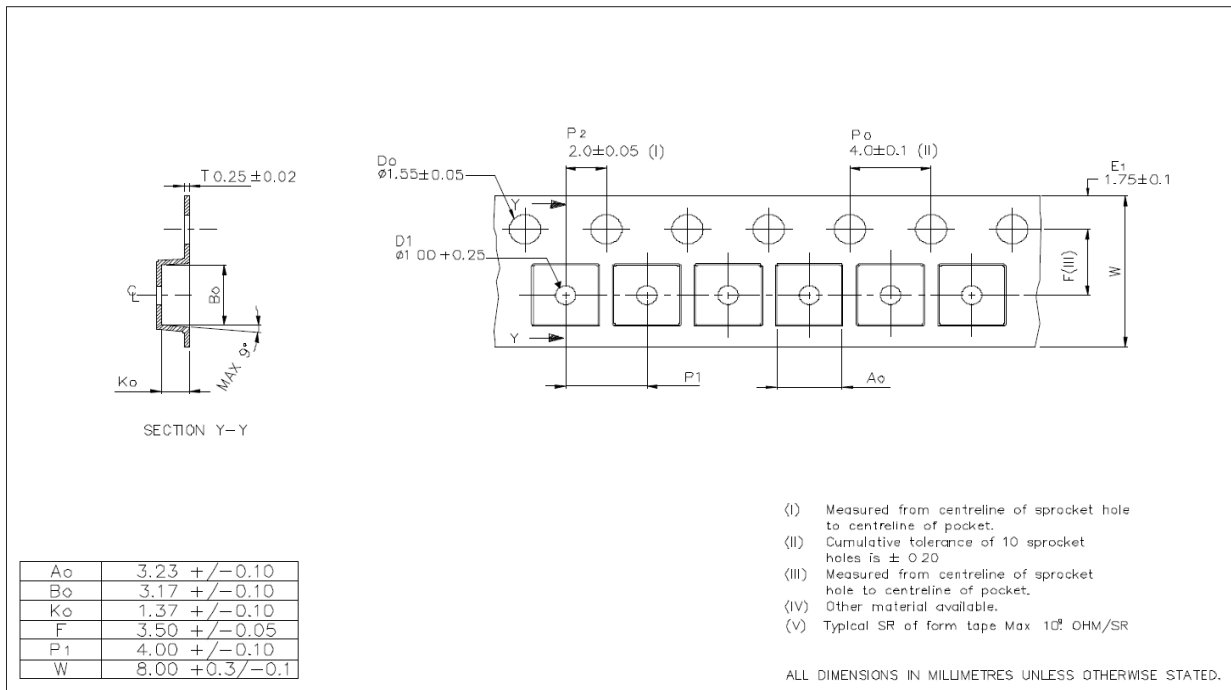 P2
2.0±0.05 (I)
Po
4.0±0.1 (II)
E1
1.75±0.1
Do
ø1.55±0.05
T 0.25±0.02
Y
D1
ø1 00 +0.25
F(III)
W
Bo
Y
MAX 9°
Ko
P1
Ao
SECTION Y-Y
(I) Measured from centreline of sprocket hole
to centreline of pocket.
(II) Cumulative tolerance of 10 sprocket
holes is ± 0.20
(III) Measured from centreline of sprocket
hole to centreline of pocket.
(IV) Other material available.
(V) Typical SR of form tape Max 10⁹ OHM/SR
Ao 3.23 +/-0.10
Bo 3.17 +/-0.10
Ko 1.37 +/-0.10
F 3.50 +/-0.05
P1 4.00 +/-0.10
W 8.00 +0.3/-0.1
ALL DIMENSIONS IN MILLIMETRES UNLESS OTHERWISE STATED.